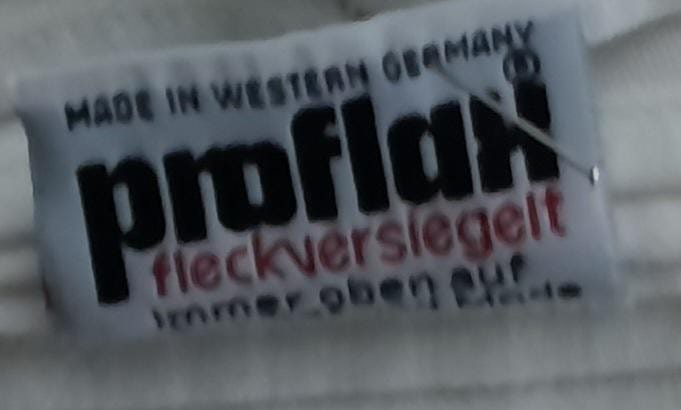 MADE IN WESTERN GERMANY
proflax®
fleckversiegelt
immer oben auf